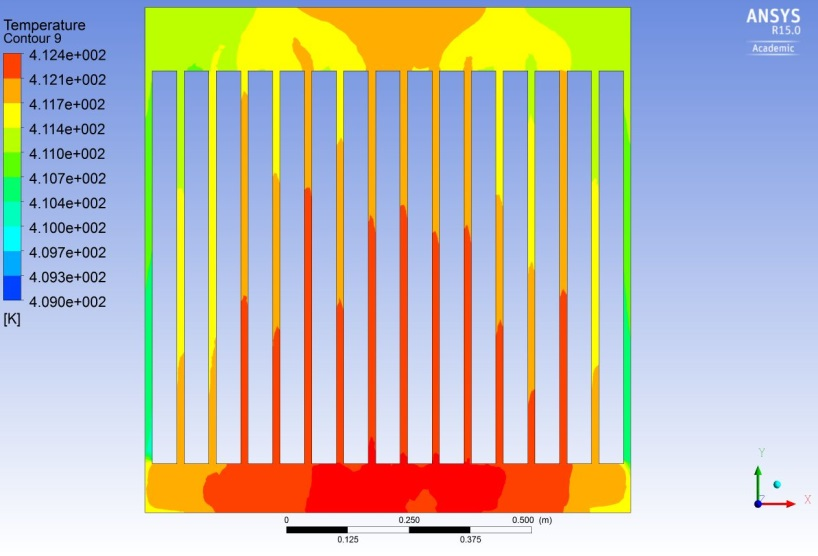 Temperature
Contour 9
4.124e+002
4.121e+002
4.117e+002
4.114e+002
4.110e+002
4.107e+002
4.104e+002
4.100e+002
4.097e+002
4.093e+002
4.090e+002
[K]
ANSYS
R15.0
Academic
Y
Z
X
0 0.250 0.500 (m)
0.125 0.375